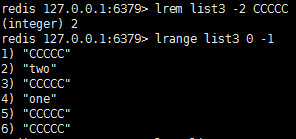 redis 127.0.0.1:6379> lrem list3 -2 CCCCC
(integer) 2
redis 127.0.0.1:6379> lrange list3 0 -1
1) "CCCCC"
2) "two"
3) "CCCCC"
4) "one"
5) "CCCCC"
6) "CCCCC"